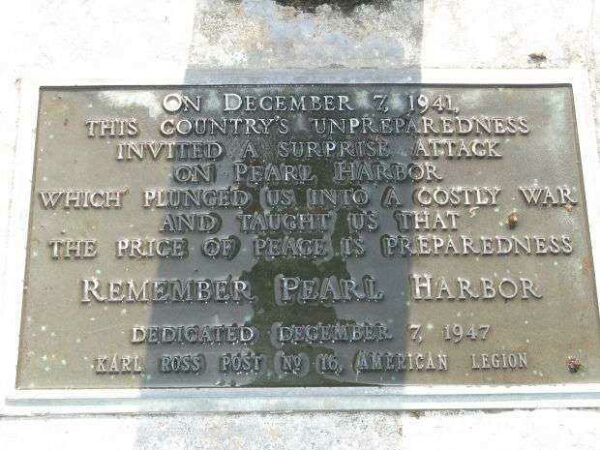 On December 7, 1941,
this country's unpreparedness
invited a surprise attack
on Pearl Harbor
which plunged us into a costly war
and taught us that
the price of peace is preparedness
Remember Pearl Harbor
Dedicated December 7, 1947
Karl Ross Post No 16, American Legion